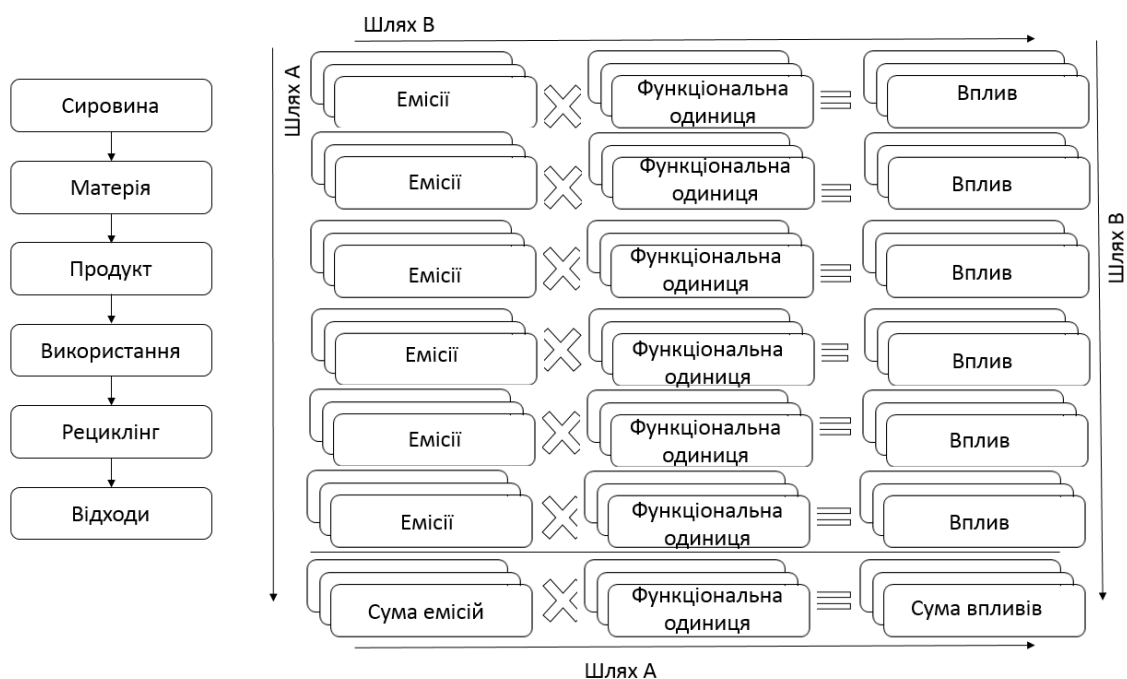 Шлях В
Шлях А
Сировина
Матерія
Продукт
Використання
Рециклінг
Відходи
Емісії
Функціональна
одиниця
Вплив
Емісії
Функціональна
одиниця
Вплив
Емісії
Функціональна
одиниця
Вплив
Емісії
Функціональна
одиниця
Вплив
Емісії
Функціональна
одиниця
Вплив
Емісії
Функціональна
одиниця
Вплив
Сума емісій
Функціональна
одиниця
Сума впливів
Шлях В
Шлях А